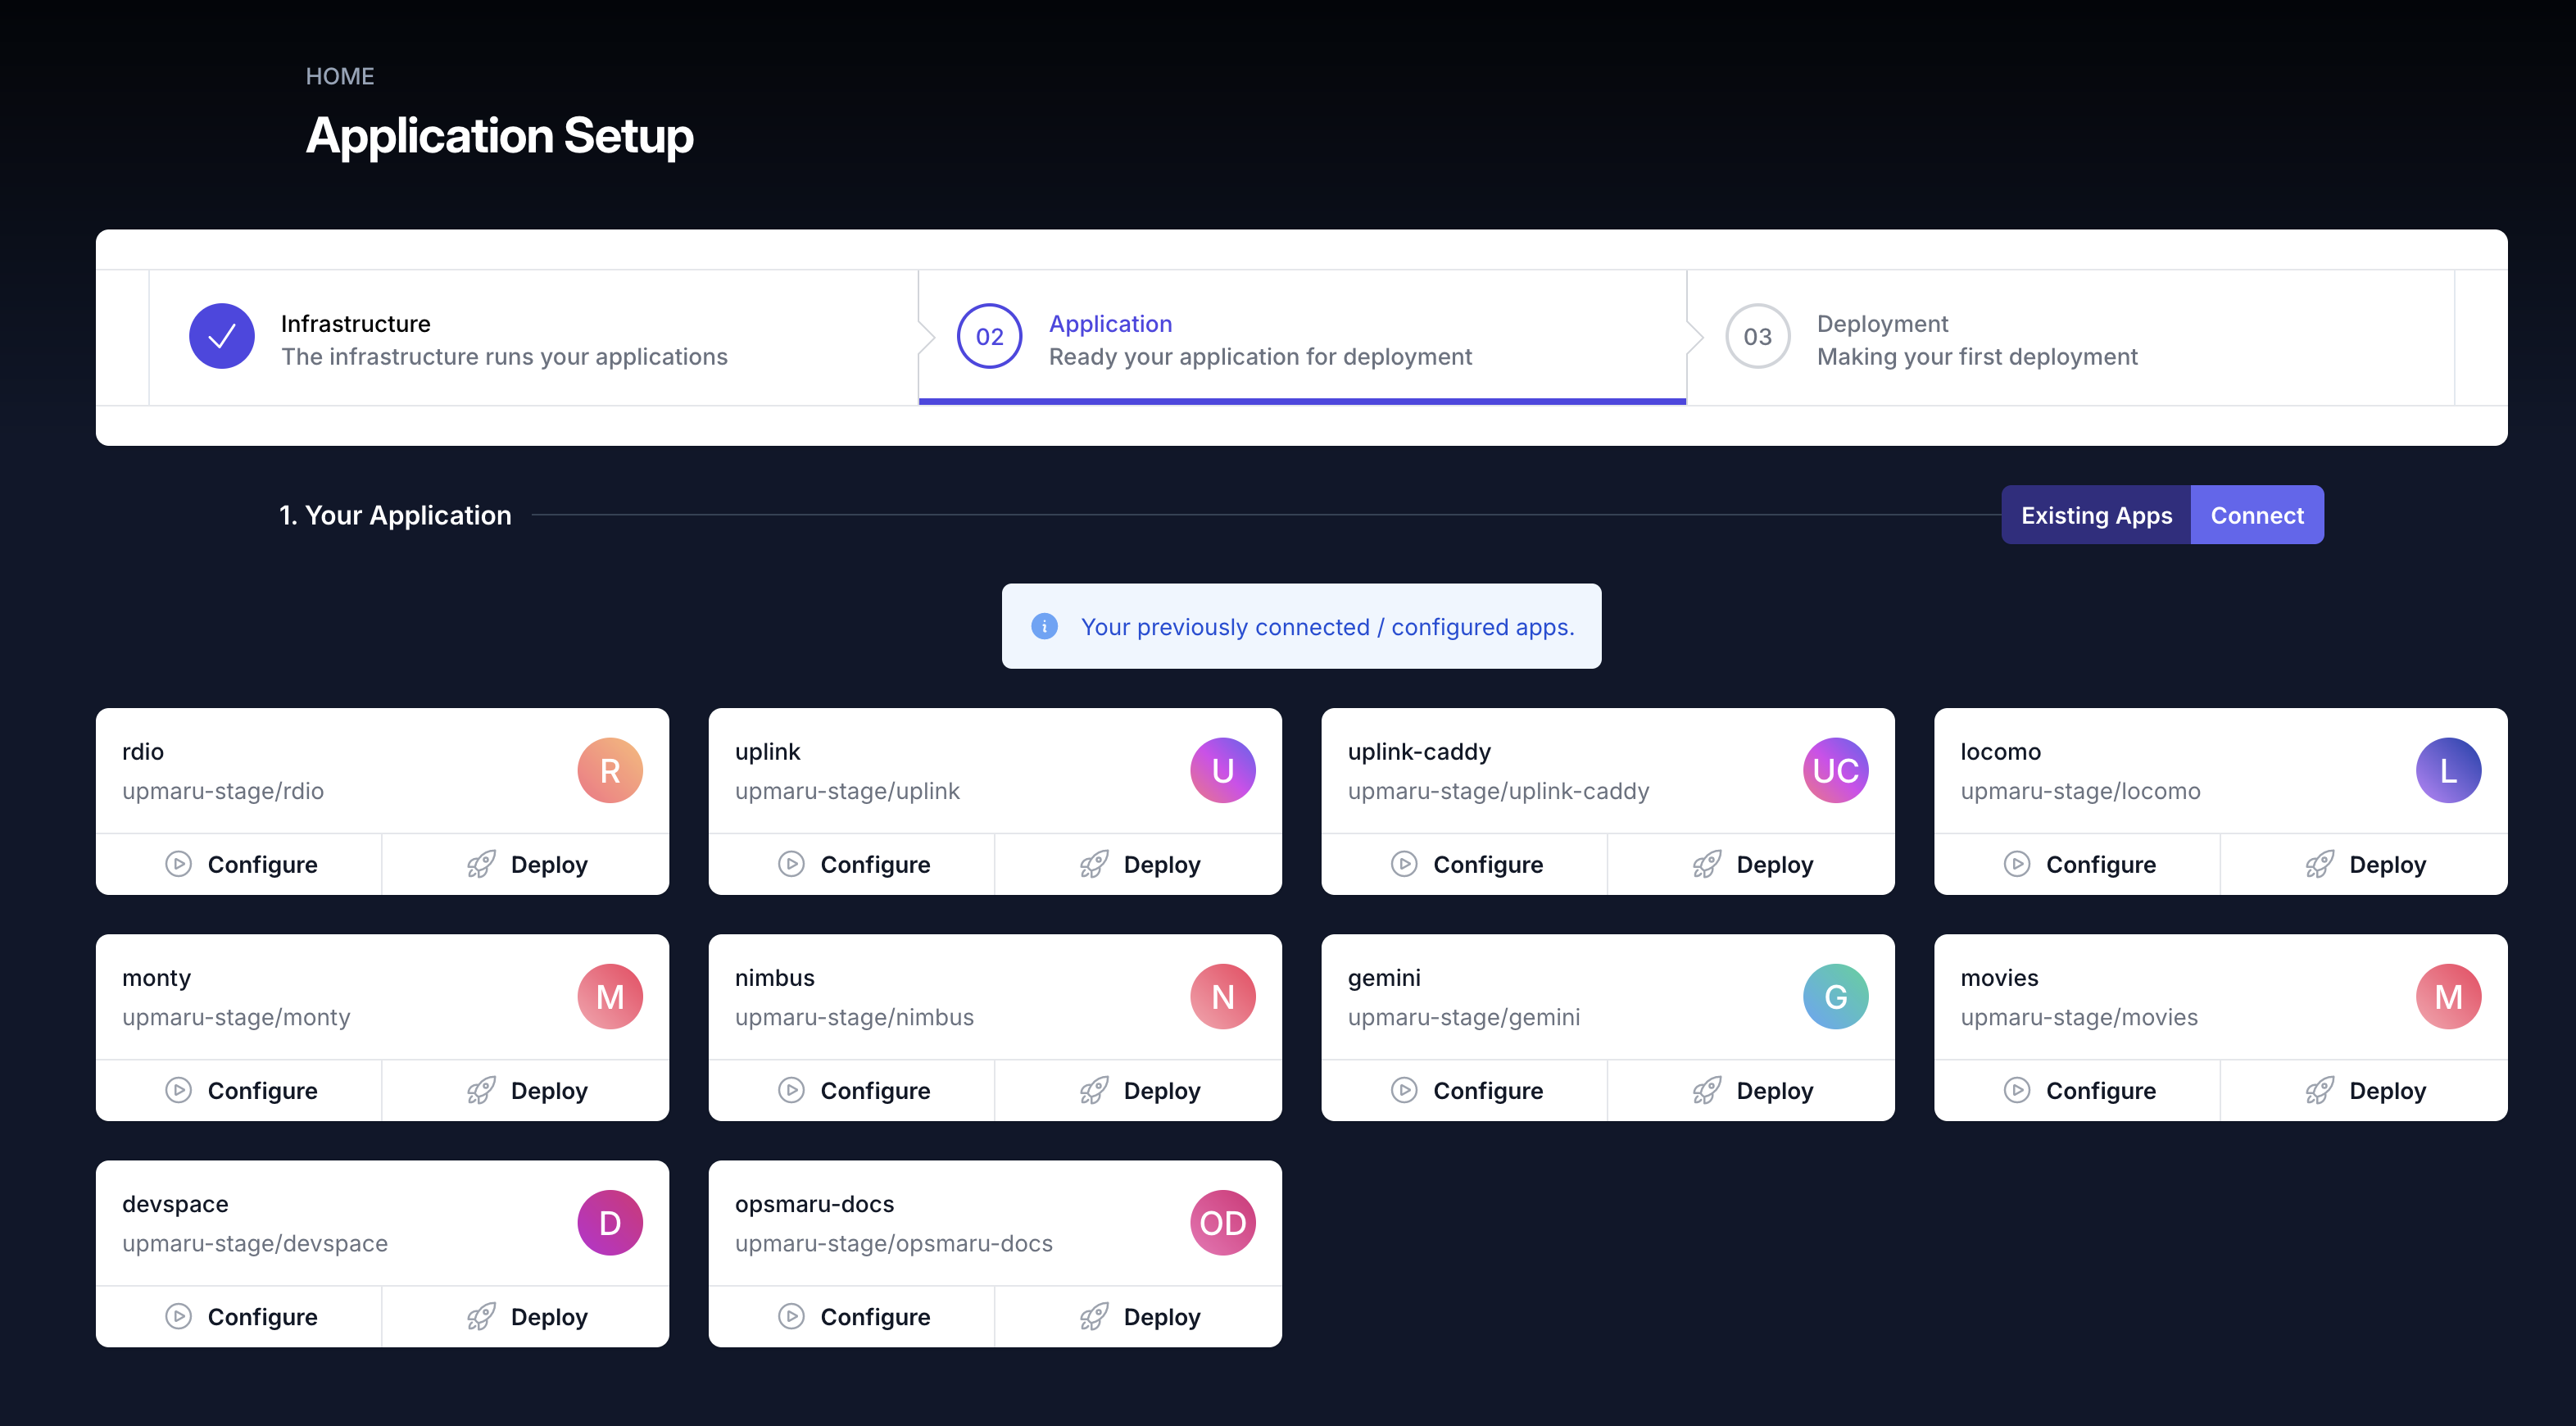 HOME
Application Setup
Infrastructure
The infrastructure runs your applications
02
Application
Ready your application for deployment
03
Deployment
Making your first deployment
1. Your Application
Existing Apps
Connect
Your previously connected / configured apps.
rdio
upmaru-stage/rdio
R
Configure
Deploy
uplink
upmaru-stage/uplink
U
Configure
Deploy
uplink-caddy
upmaru-stage/uplink-caddy
UC
Configure
Deploy
locomo
upmaru-stage/locomo
L
Configure
Deploy
monty
upmaru-stage/monty
M
Configure
Deploy
nimbus
upmaru-stage/nimbus
N
Configure
Deploy
gemini
upmaru-stage/gemini
G
Configure
Deploy
movies
upmaru-stage/movies
M
Configure
Deploy
devspace
upmaru-stage/devspace
D
Configure
Deploy
opsmaru-docs
upmaru-stage/opsmaru-docs
OD
Configure
Deploy